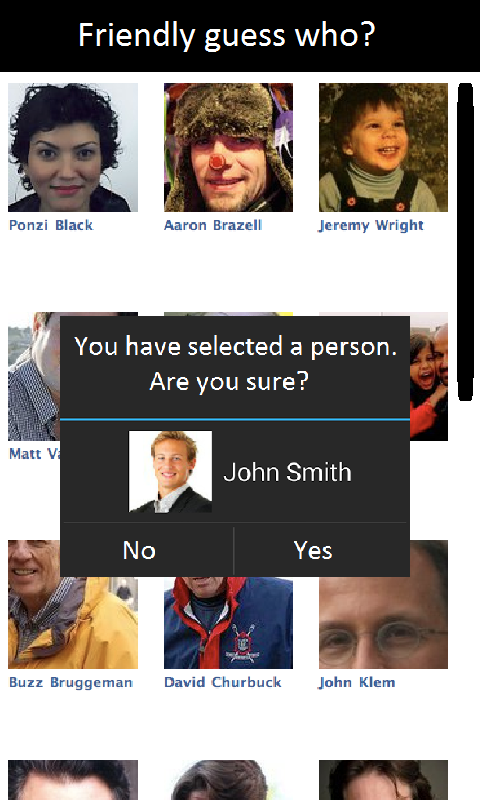 Friendly guess who?
Ponzi Black
Aaron Brazell
Jeremy Wright
You have selected a person.
Are you sure?
Matt Va
John Smith
No
Yes
Buzz Bruggeman
David Churbuck
John Klem